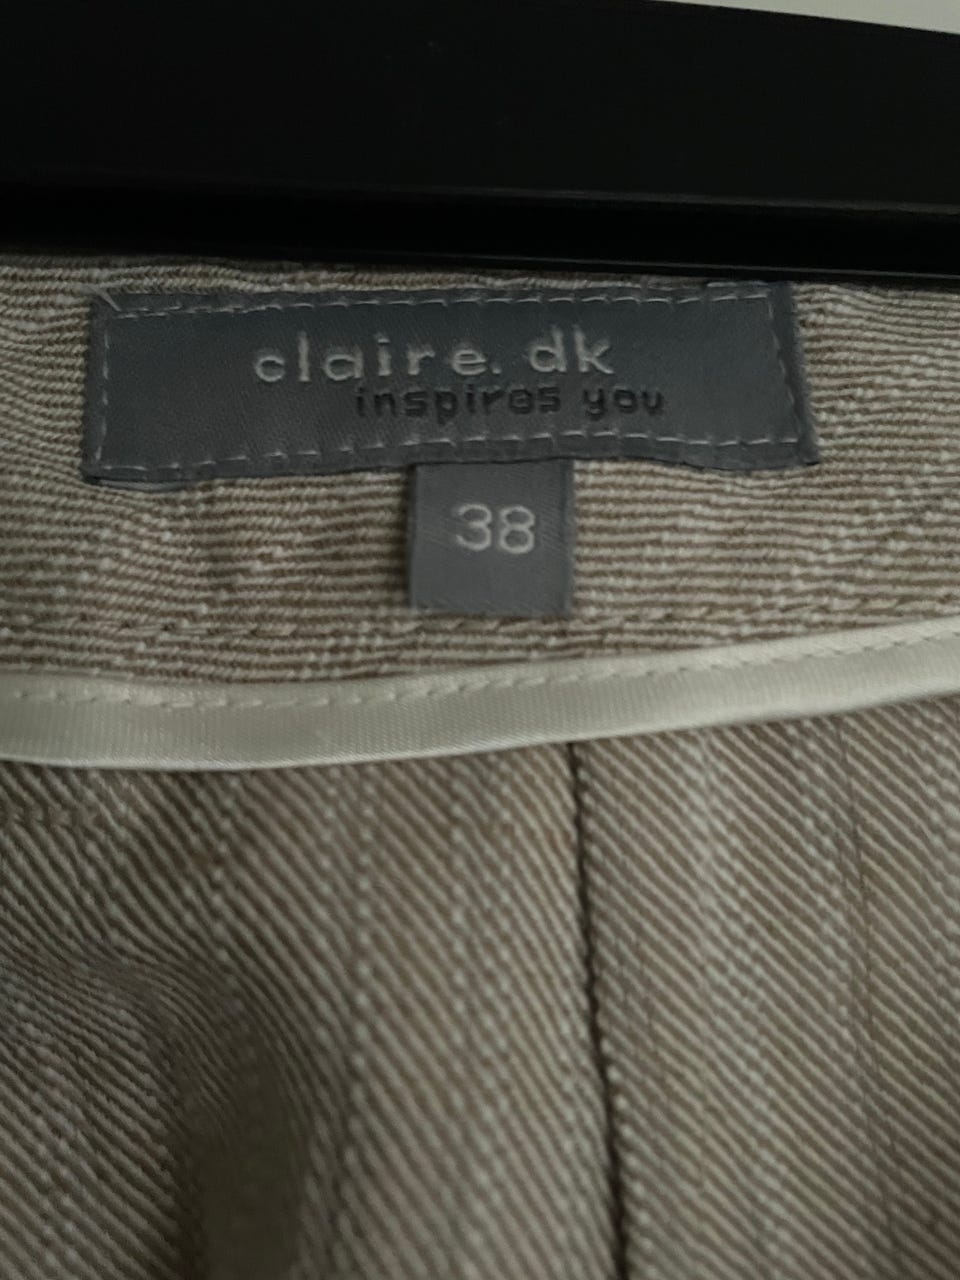 claire.dk
inspires you
38